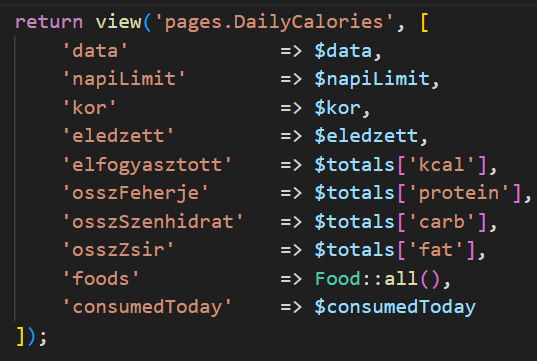 return view('pages.DailyCalories', [
    'data'           => $data,
    'napiLimit'      => $napiLimit,
    'kor'            => $kor,
    'eledzett'       => $eledzett,
    'elfogyasztott'  => $totals['kcal'],
    'osszFeherje'    => $totals['protein'],
    'osszSzenhidrat' => $totals['carb'],
    'osszZsir'       => $totals['fat'],
    'foods'          => Food::all(),
    'consumedToday'  => $consumedToday
]);